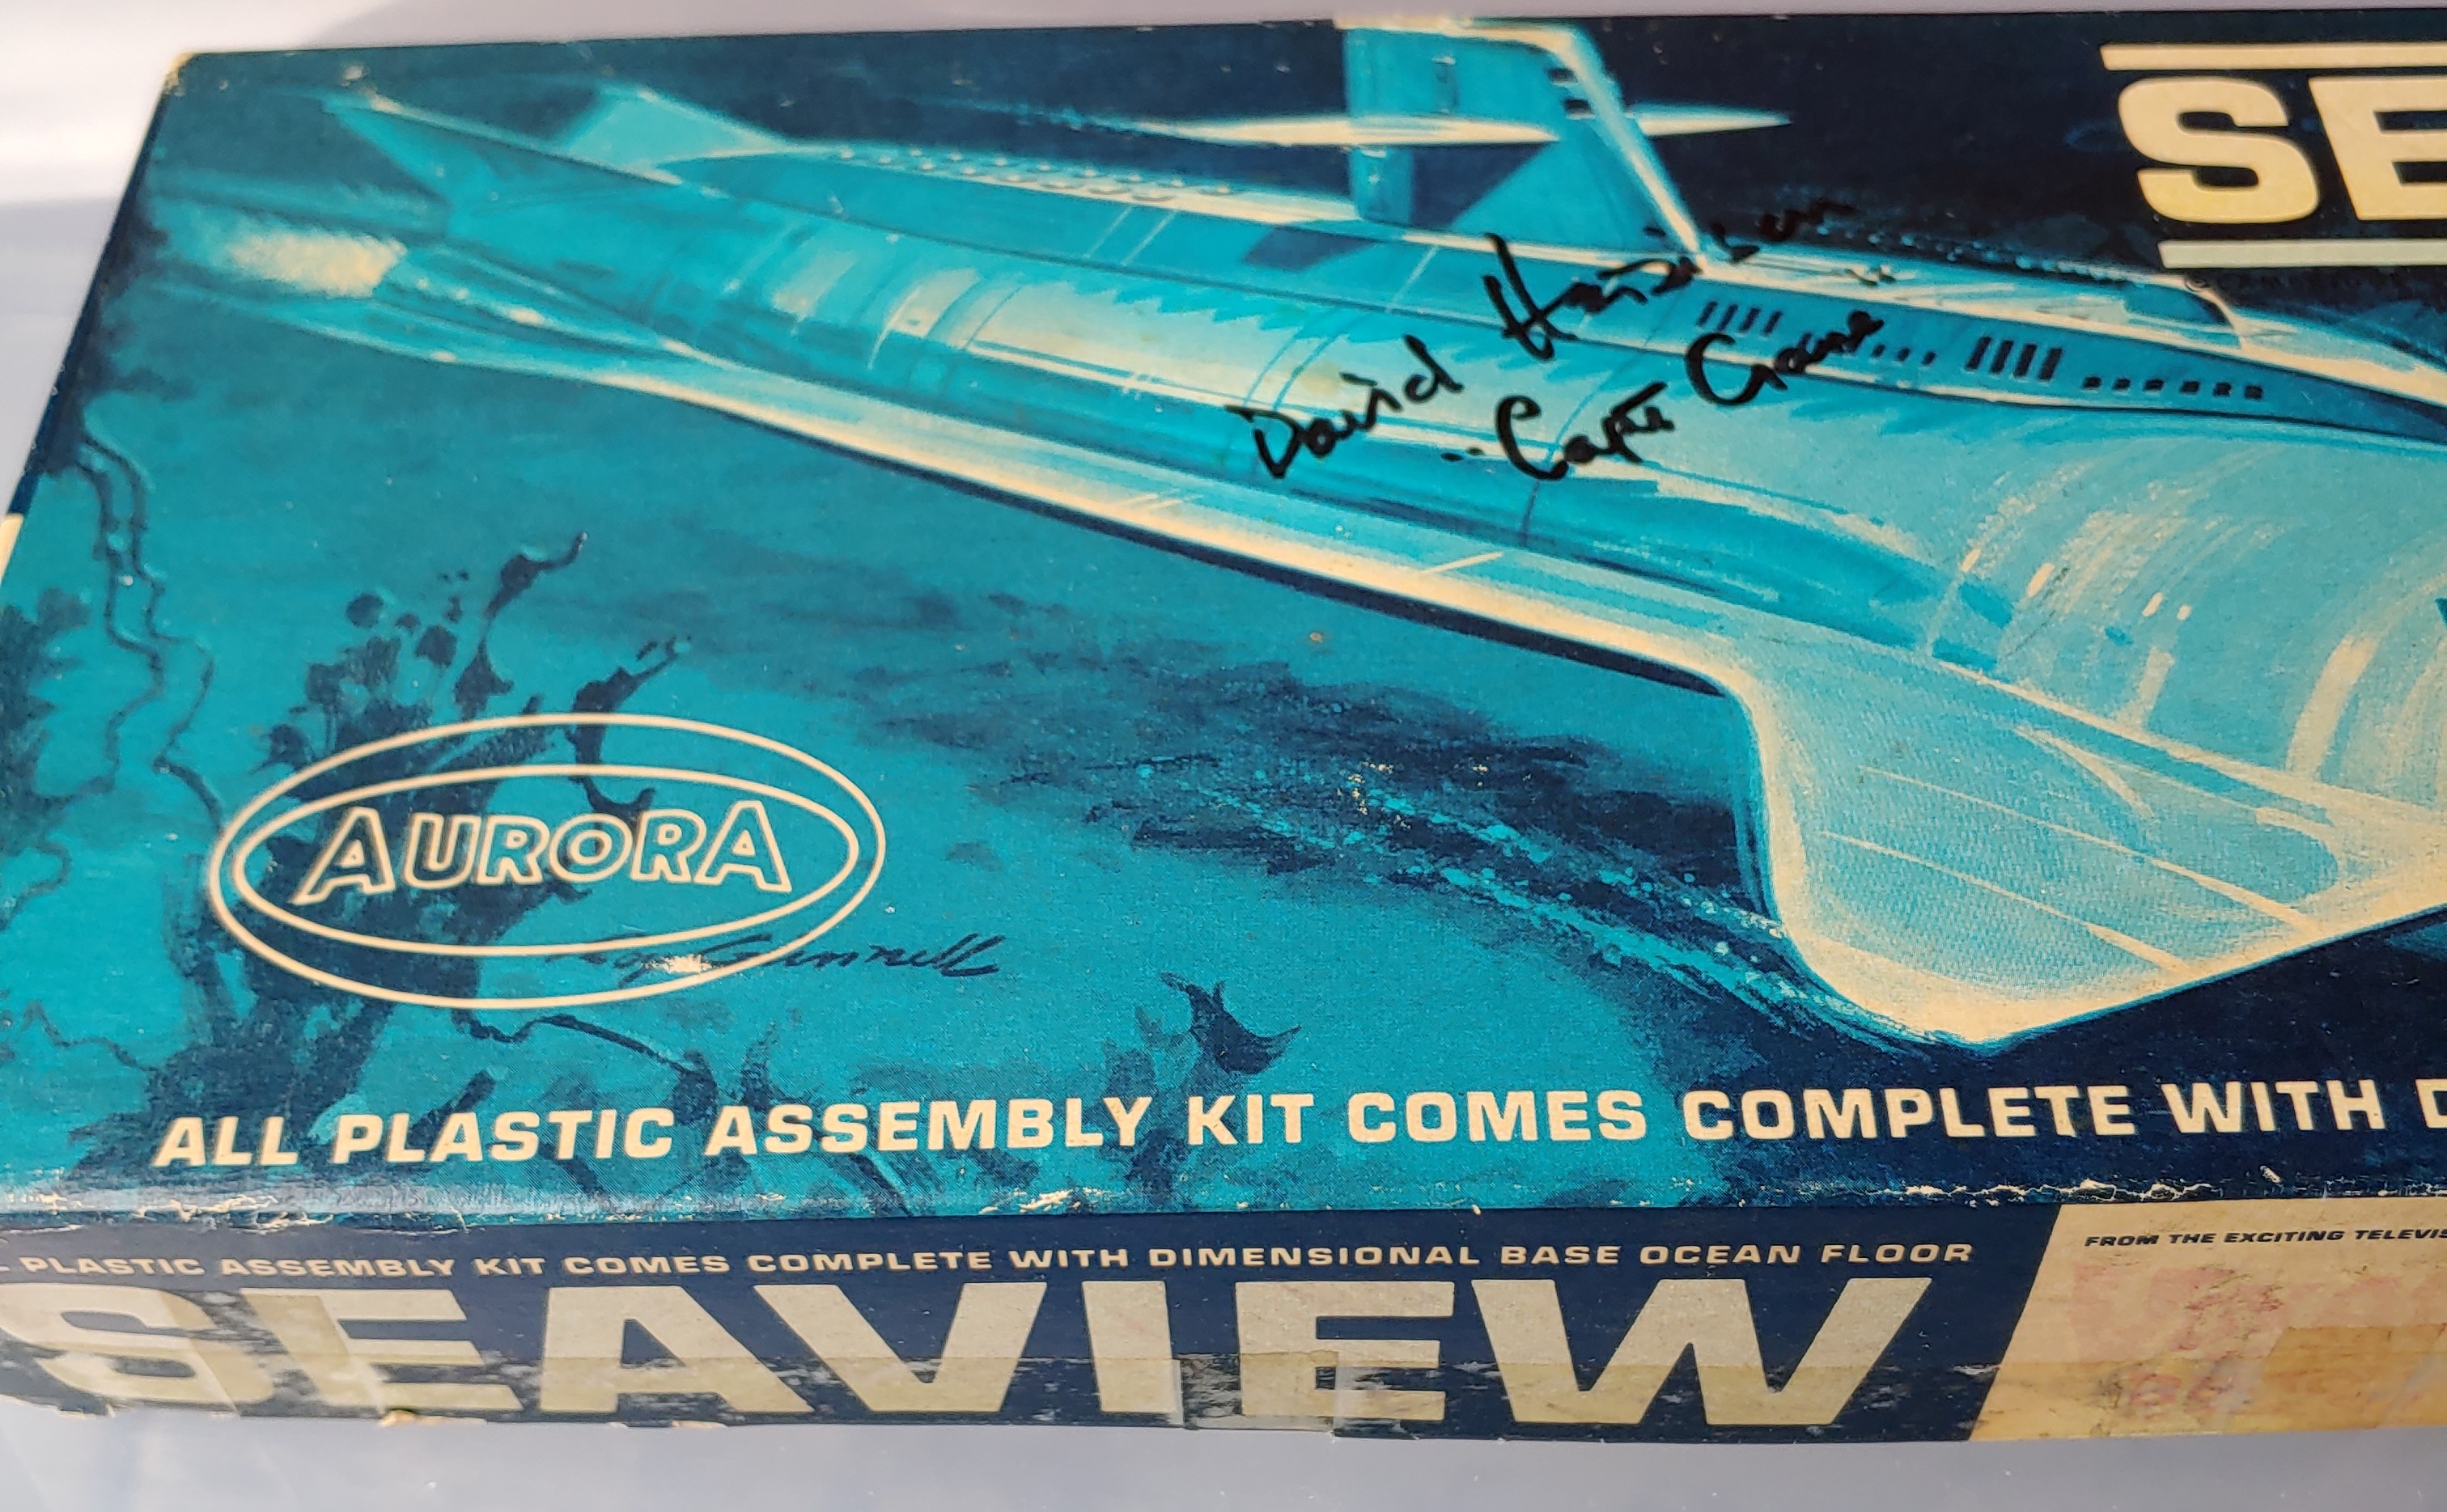 SE
David Hedison
"Capt Crane"
AURORA
Gunnell
ALL PLASTIC ASSEMBLY KIT COMES COMPLETE WITH D
PLASTIC ASSEMBLY KIT COMES COMPLETE WITH DIMENSIONAL BASE OCEAN FLOOR
SEAVIEW
FROM THE EXCITING TELEVIS